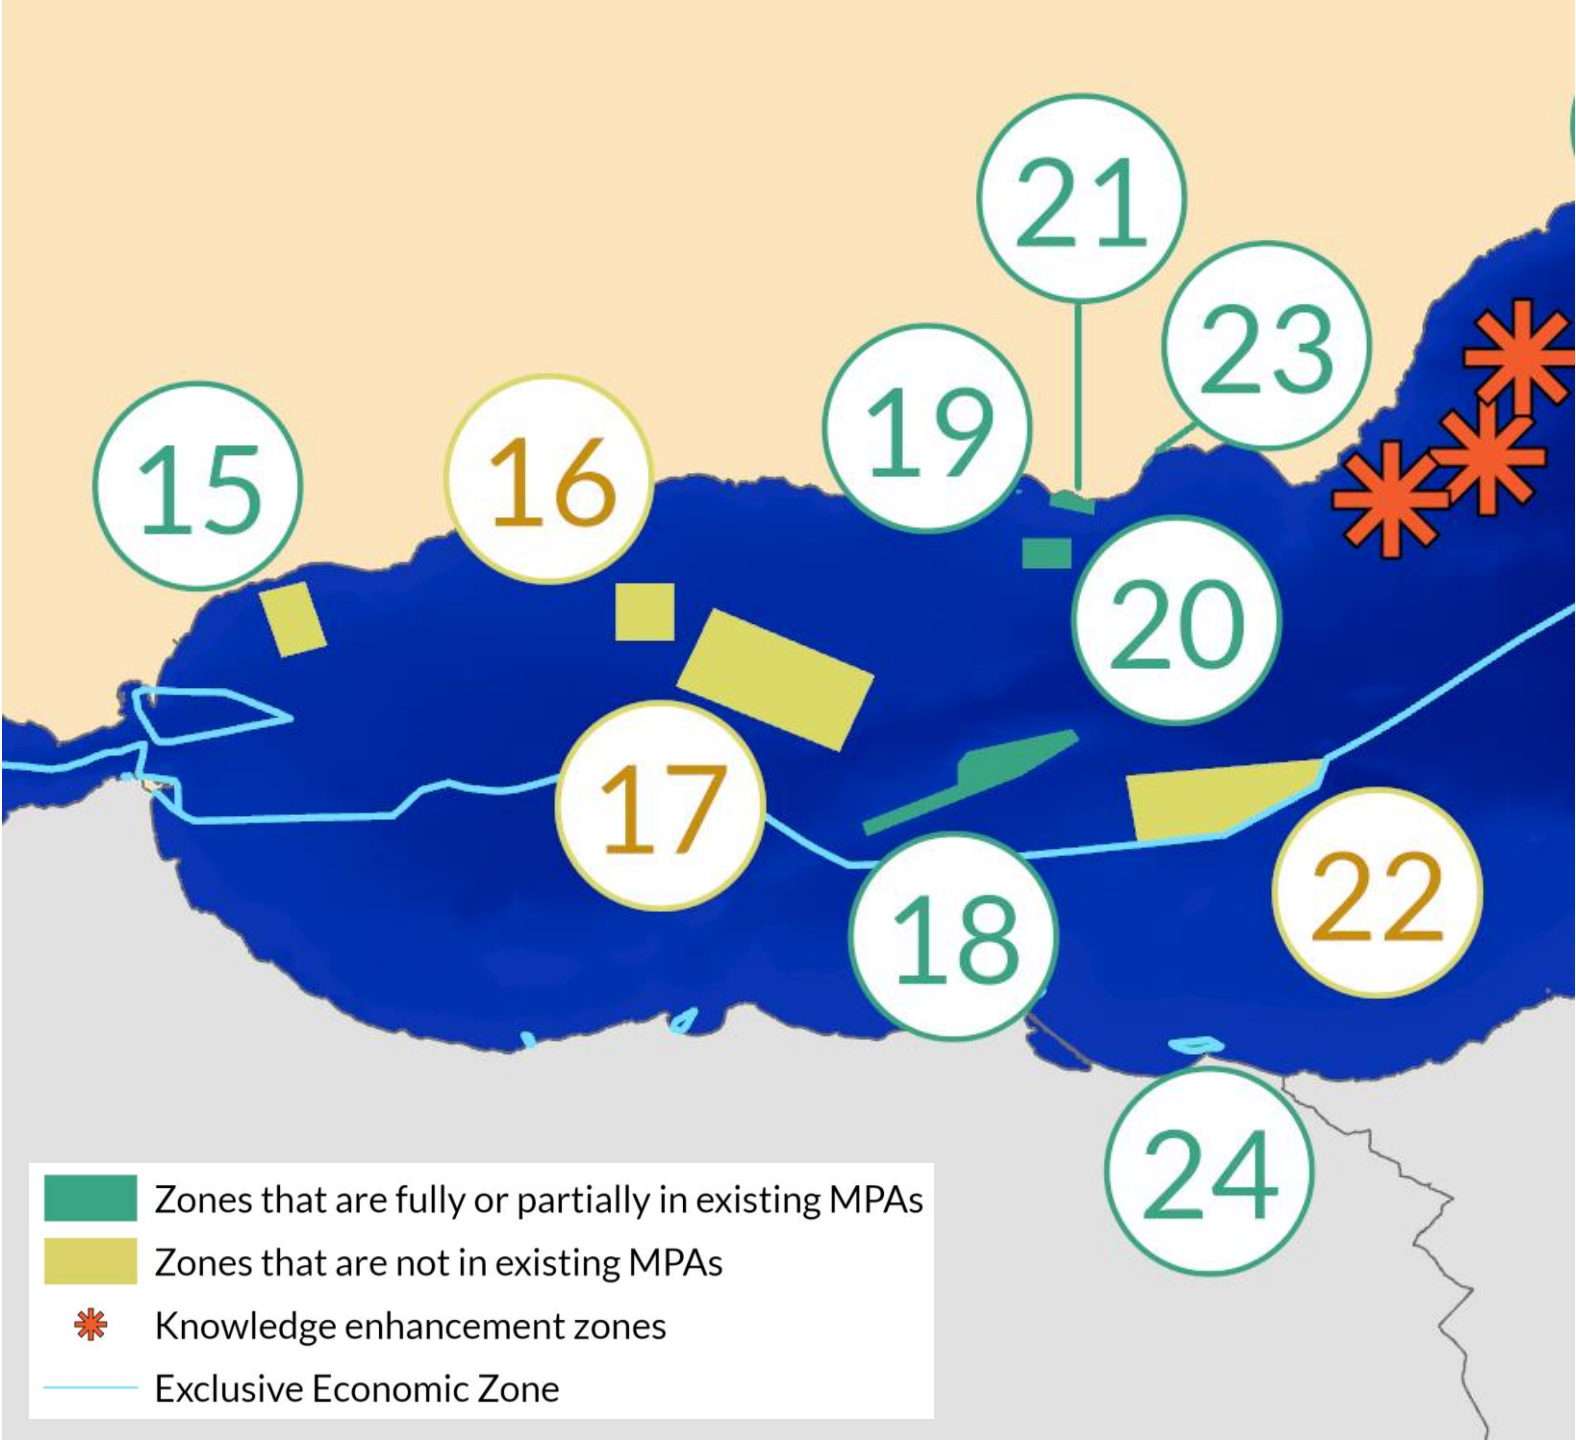 21
23
19
15
16
20
17
18
22
24
Zones that are fully or partially in existing MPAs
Zones that are not in existing MPAs
Knowledge enhancement zones
Exclusive Economic Zone